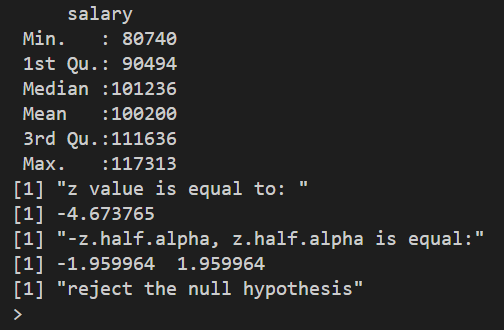 salary
Min.   : 80740
1st Qu.: 90494
Median :101236
Mean   :100200
3rd Qu.:111636
Max.   :117313
[1] "z value is equal to: "
[1] -4.673765
[1] "-z.half.alpha, z.half.alpha is equal:"
[1] -1.959964  1.959964
[1] "reject the null hypothesis"
>